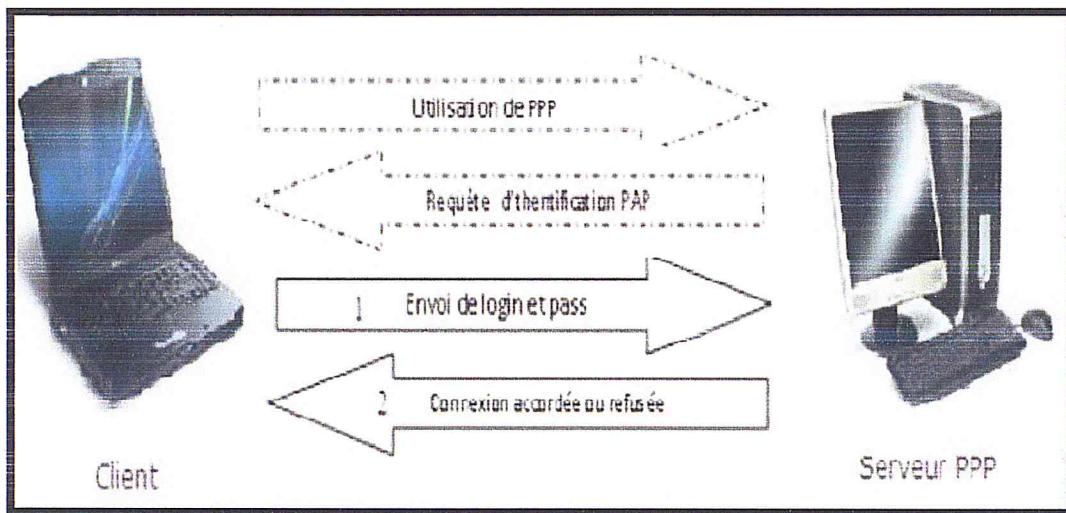 Utilisation de PPP
Requête d'thentification PAP
1 Envoi de login et pass
2 Connexion accordée ou refusée
Client
Serveur PPP